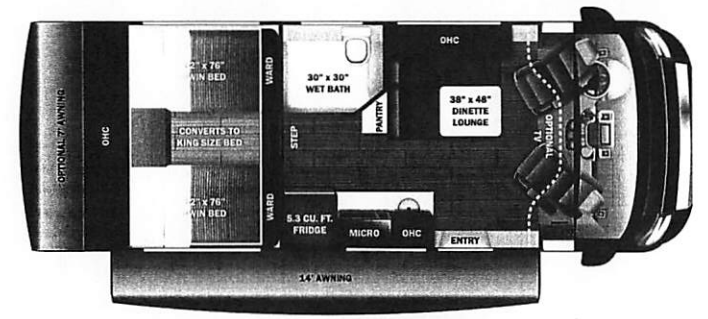 OPTIONAL 7' AWNING
OHC
2" x 76"
WIN BED
CONVERTS TO
KING SIZE BED
2" x 76"
WIN BED
WARD
WARD
STEP
30" x 30"
WET BATH
PANTRY
OHC
38" x 46"
DINETTE
LOUNGE
OPTIONAL
TV
5.3 CU. FT.
FRIDGE
MICRO
OHC
ENTRY
14' AWNING